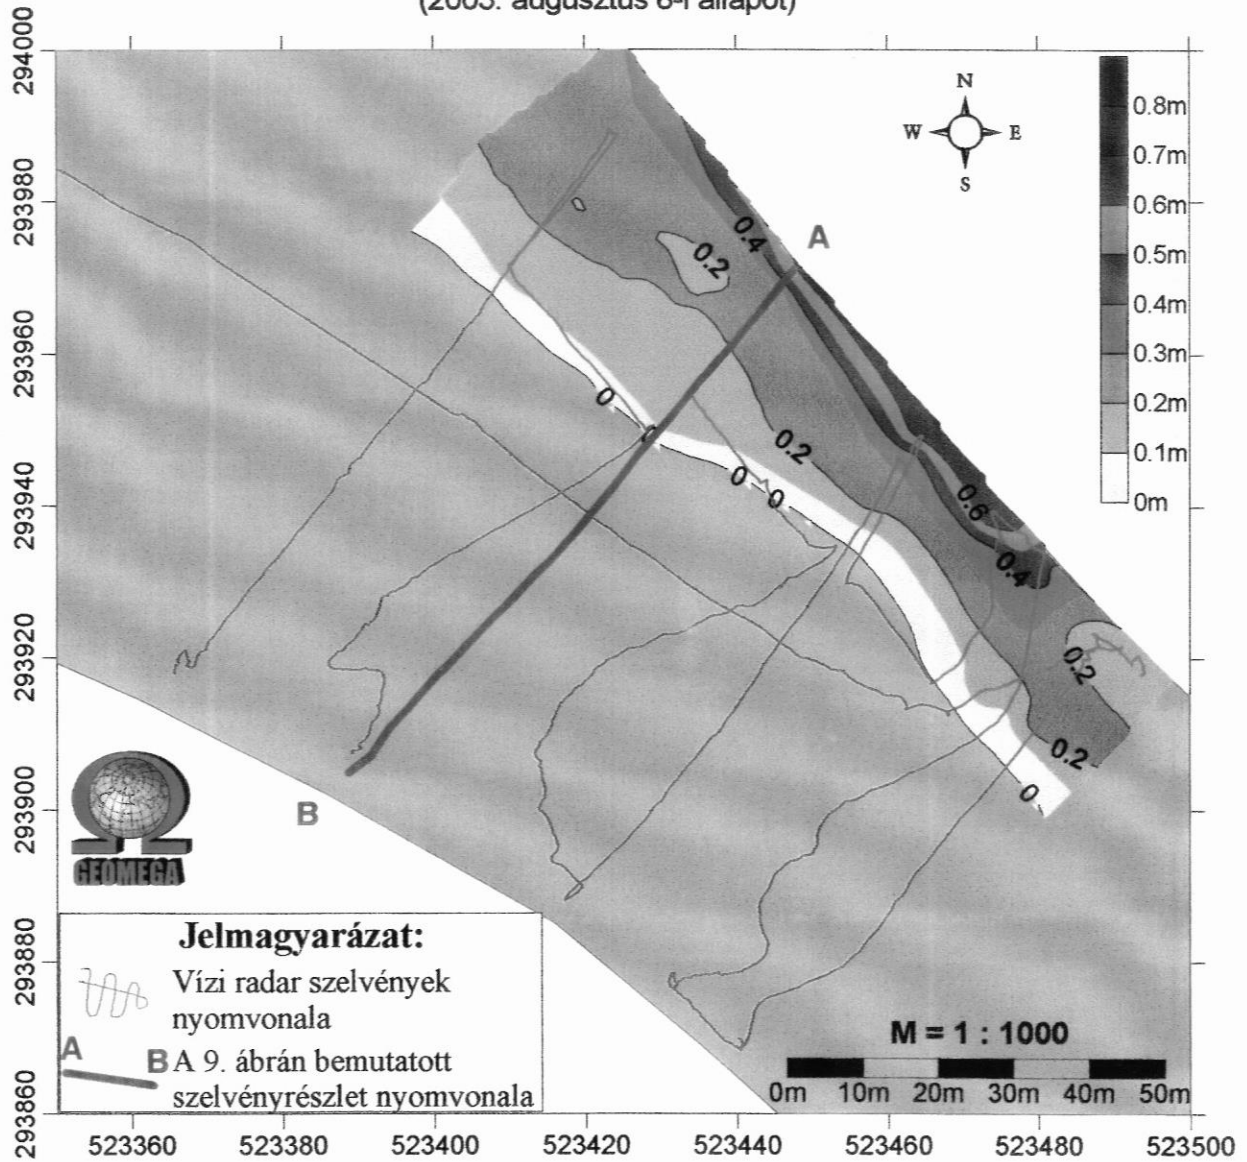 (2005. augusztus 6-i állapot)
294000
293980
293960
293940
293920
293900
293880
293860
N
W E
S
0.8m
0.7m
0.6m
0.5m
0.4m
0.3m
0.2m
0.1m
0m
A
0.4
0.2
0
0.2
0 0
0.6
0.4
0.2
0.2
0
B
GEOMEGA
Jelmagyarázat:
Vízi radar szelvények
nyomvonala
A B A 9. ábrán bemutatott
szelvényrészlet nyomvonala
M = 1 : 1000
0m 10m 20m 30m 40m 50m
523360 523380 523400 523420 523440 523460 523480 523500